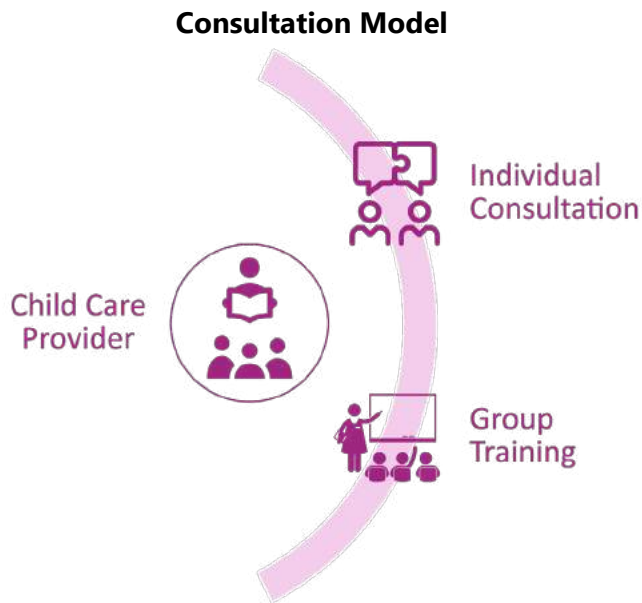 Consultation Model
Individual
Consultation
Child Care
Provider
Group
Training